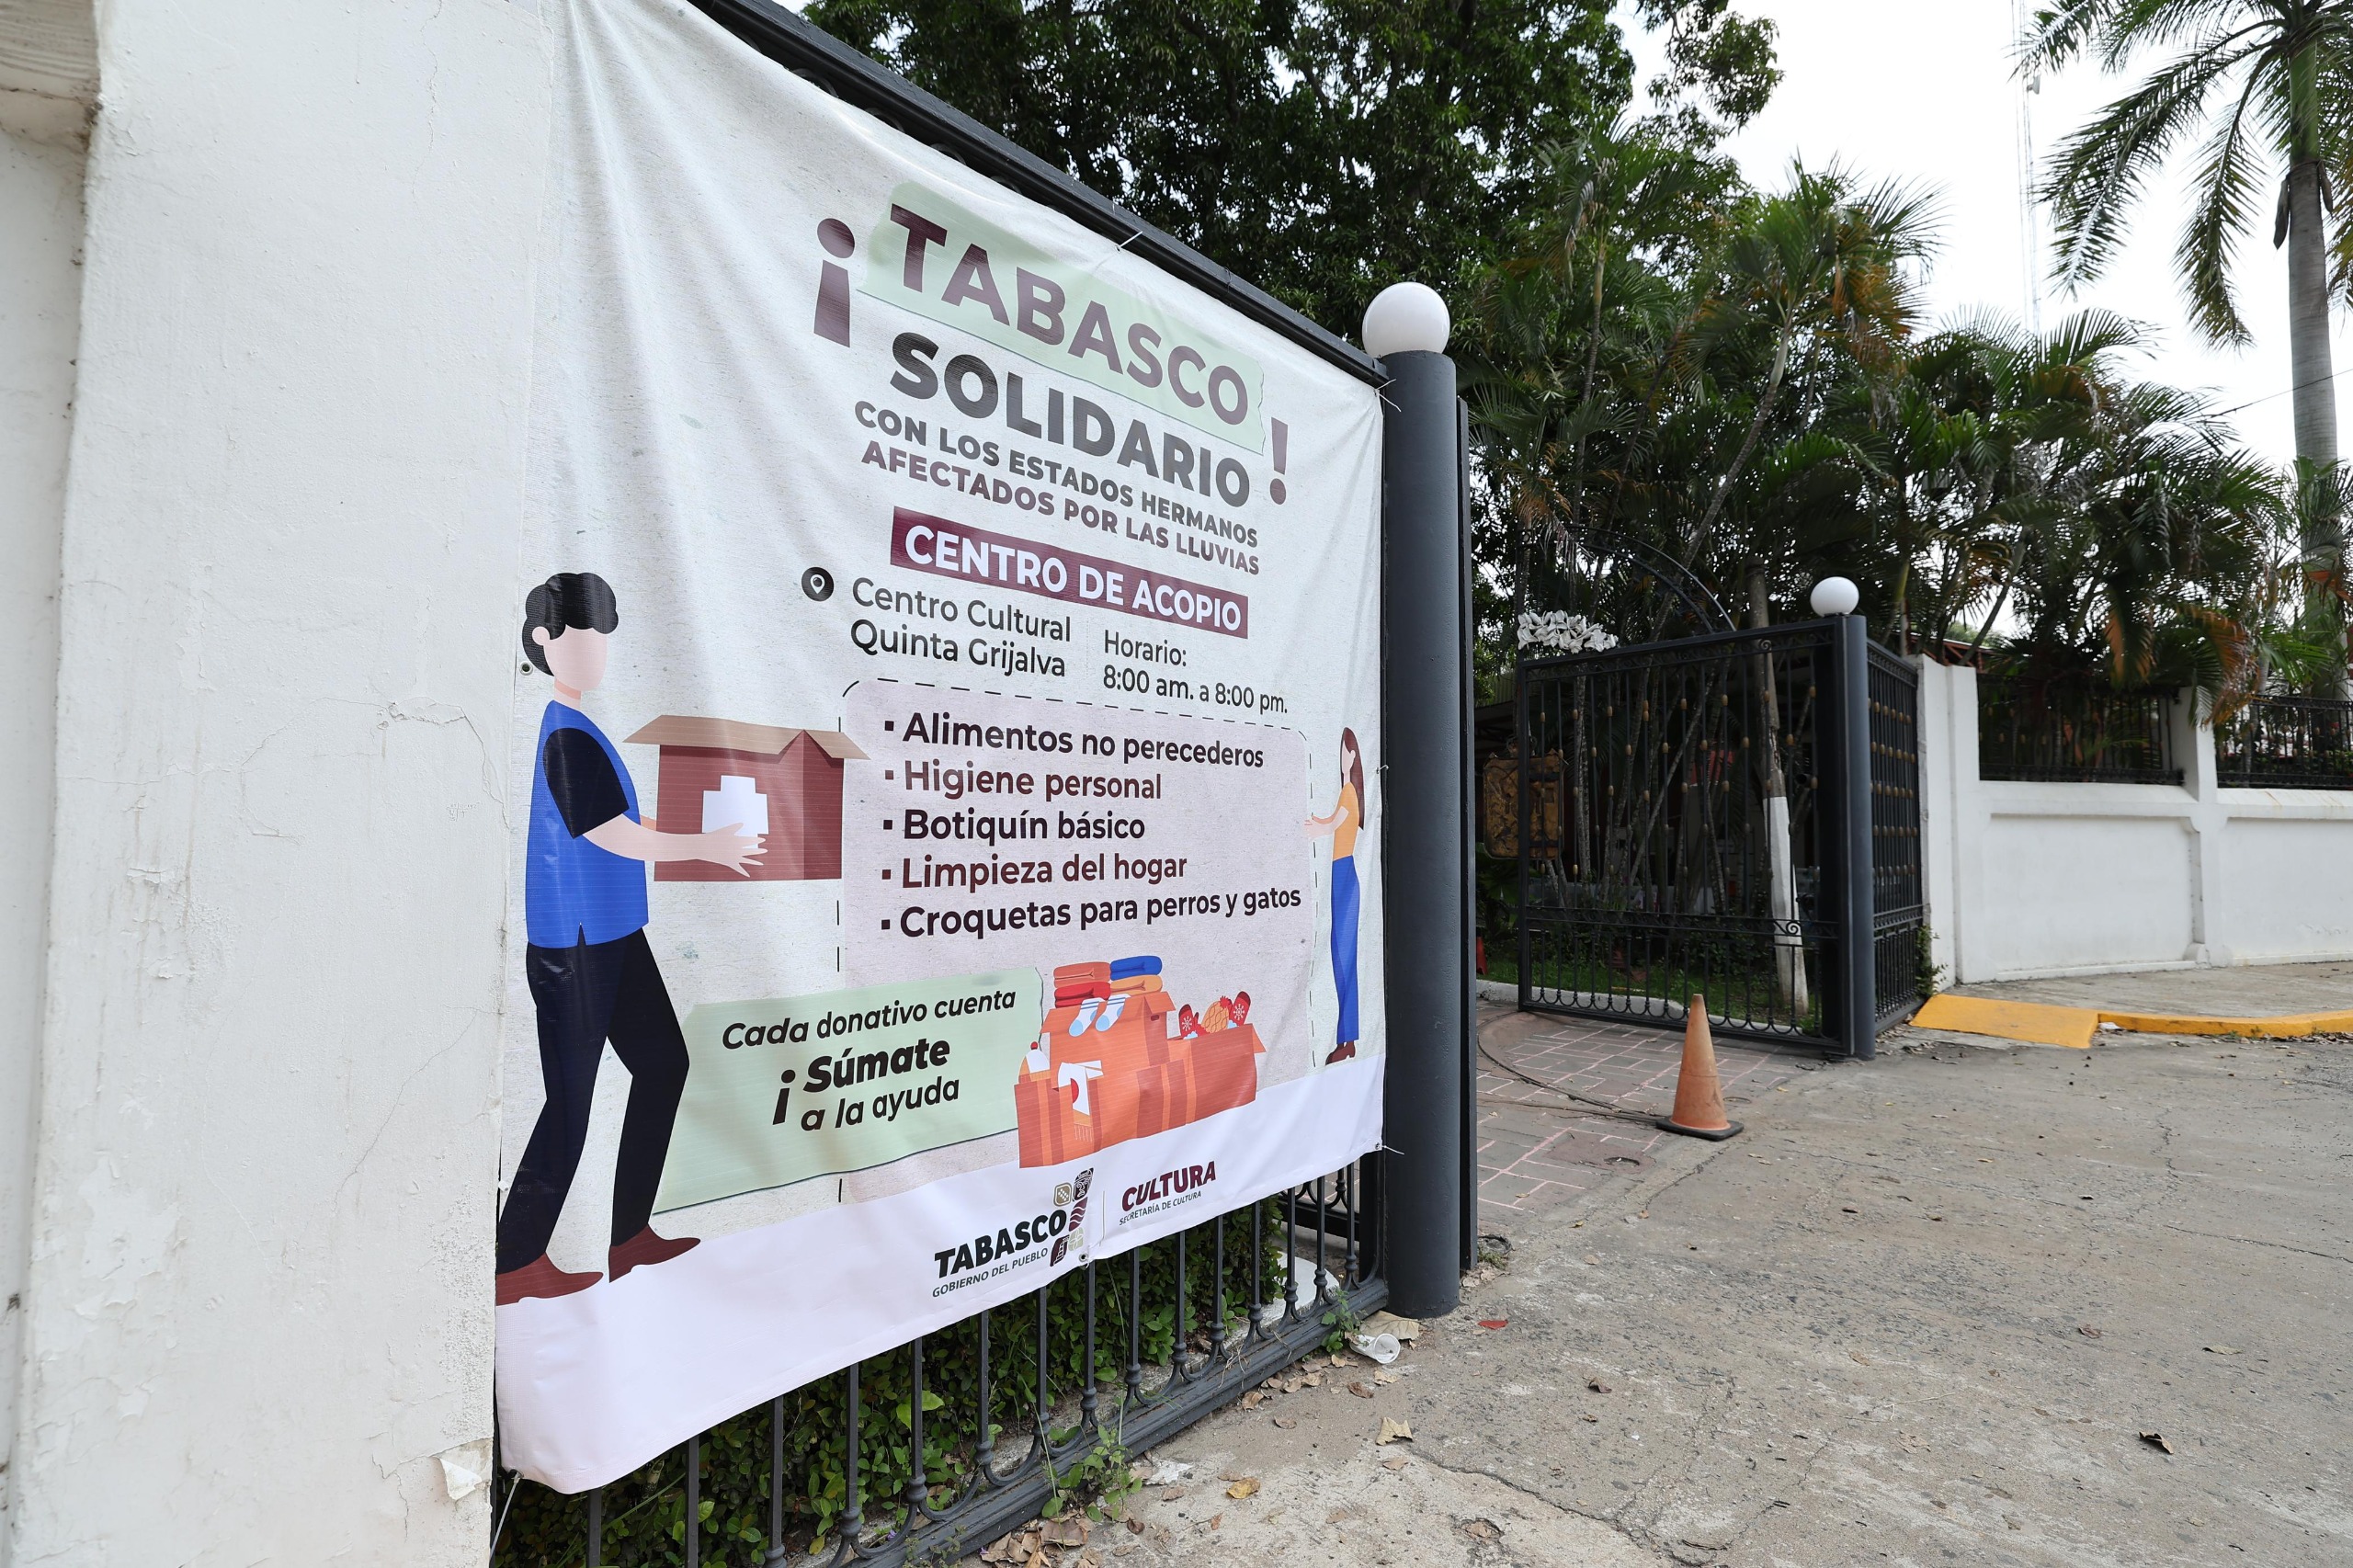 ¡TABASCO
SOLIDARIO!
CON LOS ESTADOS HERMANOS
AFECTADOS POR LAS LLUVIAS
CENTRO DE ACOPIO
Centro Cultural
Quinta Grijalva
Horario:
8:00 am. a 8:00 pm.
▪ Alimentos no perecederos
▪ Higiene personal
▪ Botiquín básico
▪ Limpieza del hogar
▪ Croquetas para perros y gatos
Cada donativo cuenta
¡Súmate
a la ayuda
TABASCO
GOBIERNO DEL PUEBLO
CULTURA
SECRETARÍA DE CULTURA